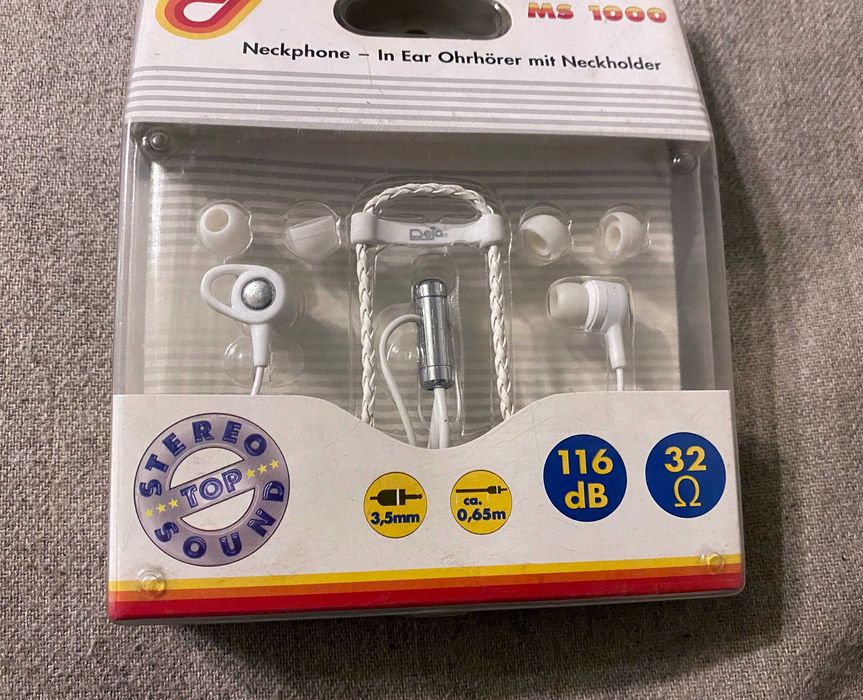 MS 1000
Neckphone – In Ear Ohrhörer mit Neckholder
Deja
STEREO
TOP
SOUND
3,5mm
ca.
0,65m
116
dB
32
Ω